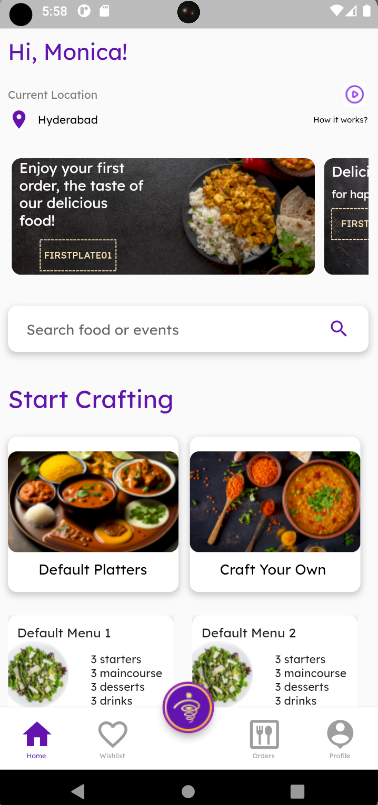 5:58
Hi, Monica!
Current Location
Hyderabad
How it works?
Enjoy your first
order, the taste of
our delicious
food!
FIRSTPLATE01
Delici
for hap
FIRST
Search food or events
Start Crafting
Default Platters
Craft Your Own
Default Menu 1
3 starters
3 maincourse
3 desserts
3 drinks
Default Menu 2
3 starters
3 maincourse
3 desserts
3 drinks
Home
Wishlist
Orders
Profile